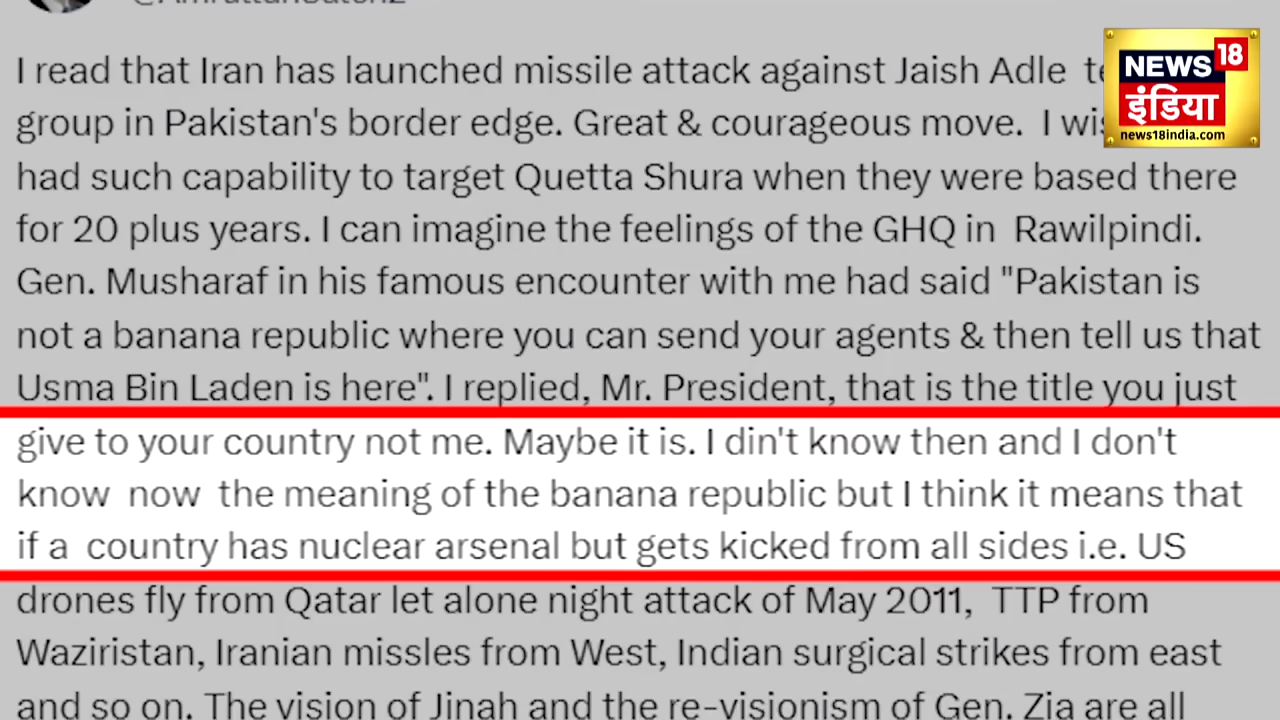 I read that Iran has launched missile attack against Jaish Adle
group in Pakistan's border edge. Great & courageous move. I
had such capability to target Quetta Shura when they were based there
for 20 plus years. I can imagine the feelings of the GHQ in Rawilpindi.
Gen. Musharaf in his famous encounter with me had said "Pakistan is
not a banana republic where you can send your agents & then tell us that
Usma Bin Laden is here". I replied, Mr. President, that is the title you just
give to your country not me. Maybe it is. I din't know then and I don't
know now the meaning of the banana republic but I think it means that
if a country has nuclear arsenal but gets kicked from all sides i.e. US
drones fly from Qatar let alone night attack of May 2011, TTP from
Waziristan, Iranian missles from West, Indian surgical strikes from east
and so on. The vision of Jinah and the re-visionism of Gen. Zia are all
NEWS 18
इंडिया
news18india.com